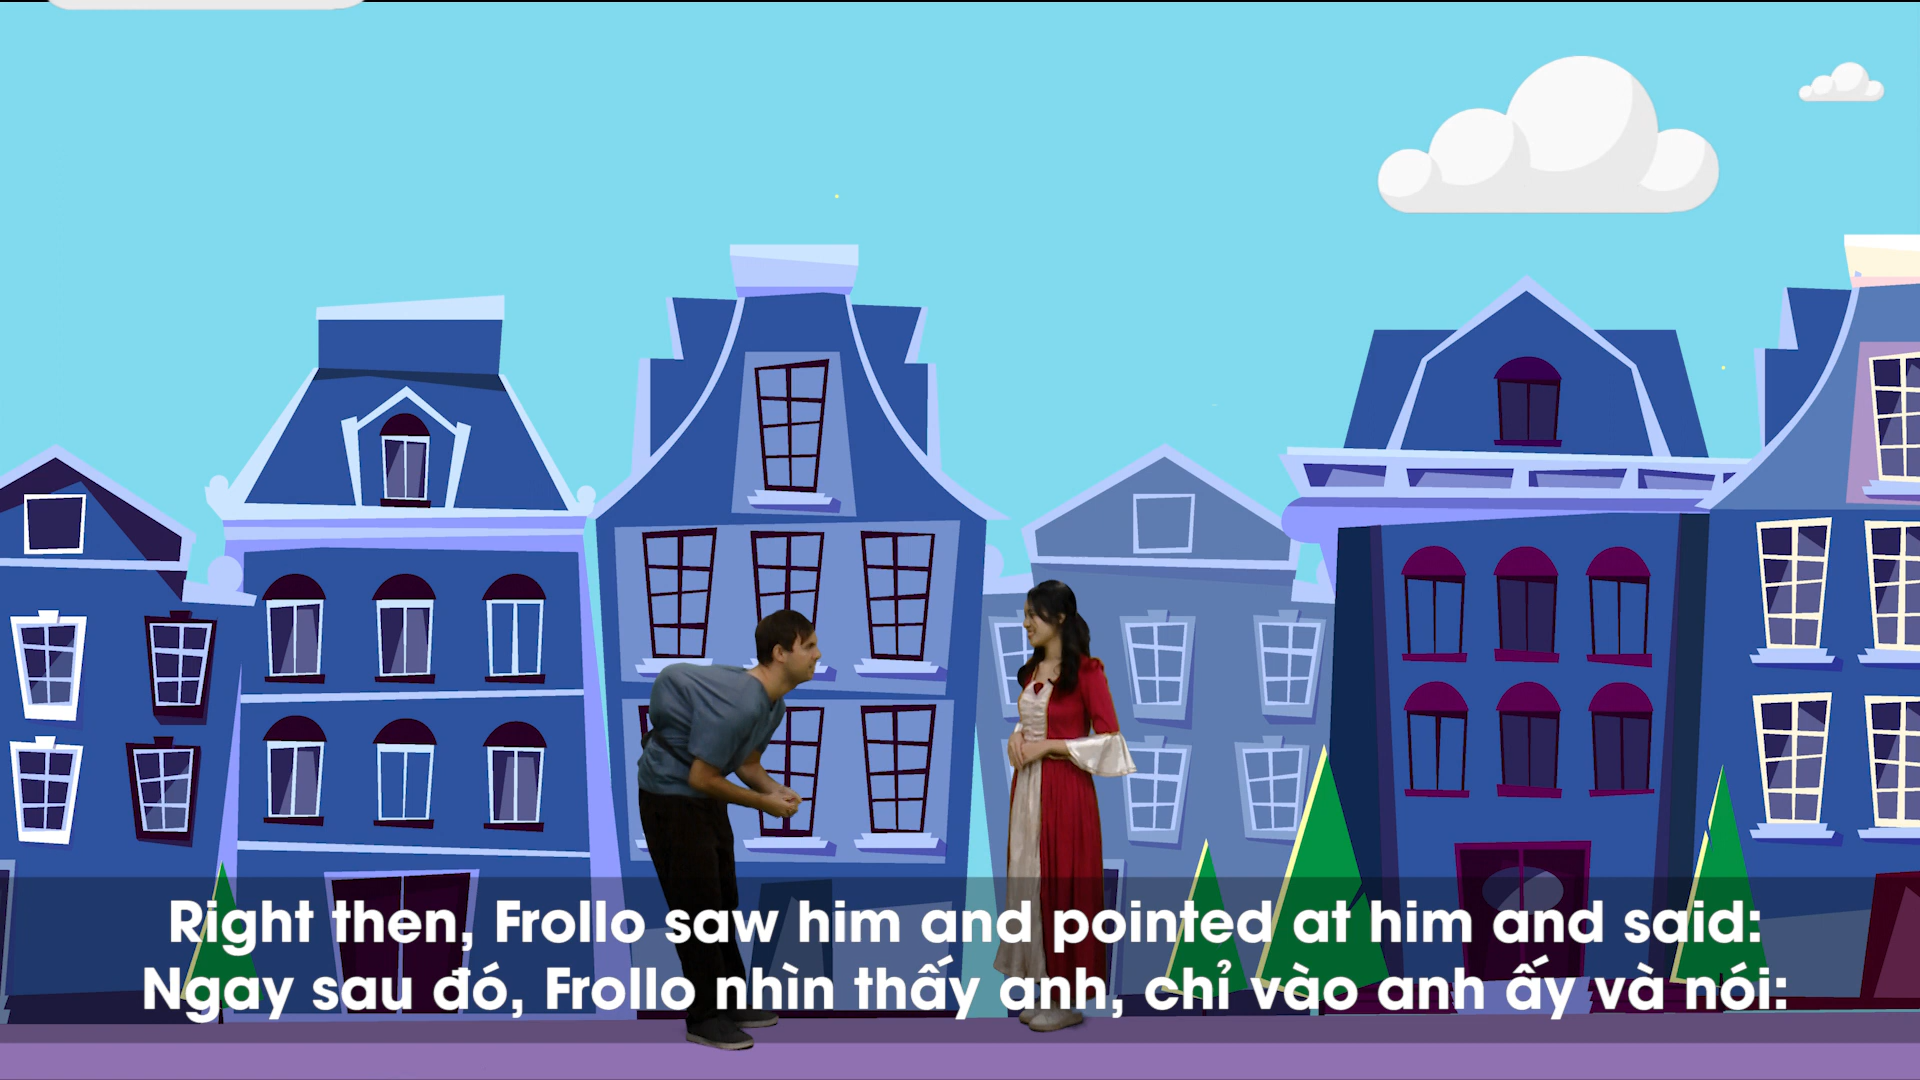 Right then, Frollo saw him and pointed at him and said:
Ngay sau đó, Frollo nhìn thấy anh, chỉ vào anh ấy và nói: